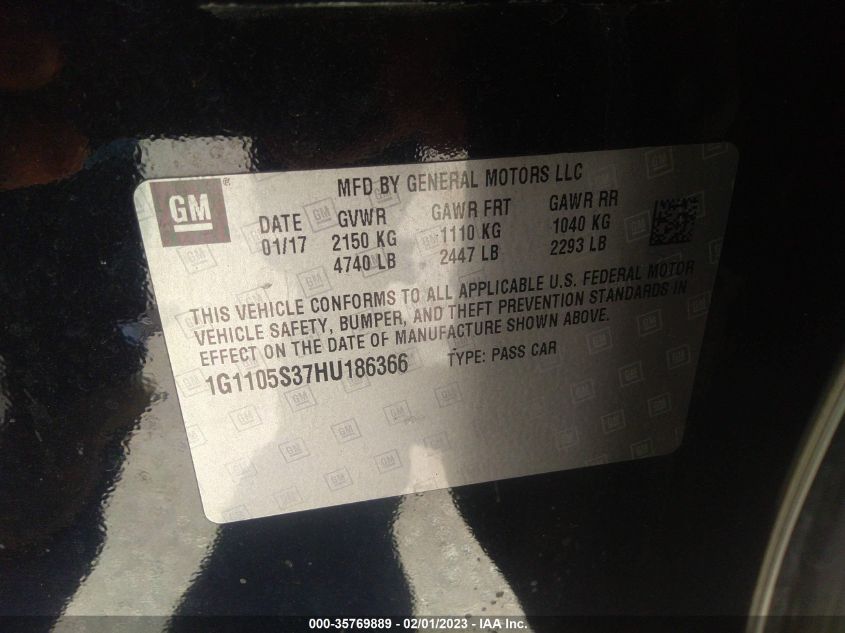 GM ®
MFD BY GENERAL MOTORS LLC
DATE GVWR GAWR FRT GAWR RR
01/17 2150 KG 1110 KG 1040 KG
4740 LB 2447 LB 2293 LB
THIS VEHICLE CONFORMS TO ALL APPLICABLE U.S. FEDERAL MOTOR
VEHICLE SAFETY, BUMPER, AND THEFT PREVENTION STANDARDS IN
EFFECT ON THE DATE OF MANUFACTURE SHOWN ABOVE.
1G1105S37HU186366 TYPE: PASS CAR
000-35769889 - 02/01/2023 - IAA Inc.